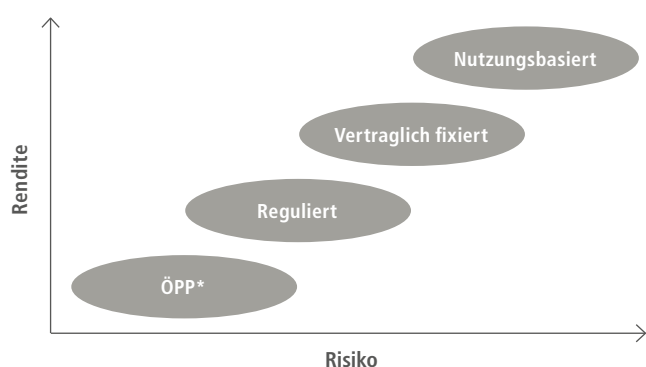 Nutzungsbasiert
Vertraglich fixiert
Reguliert
ÖPP*
Rendite
Risiko